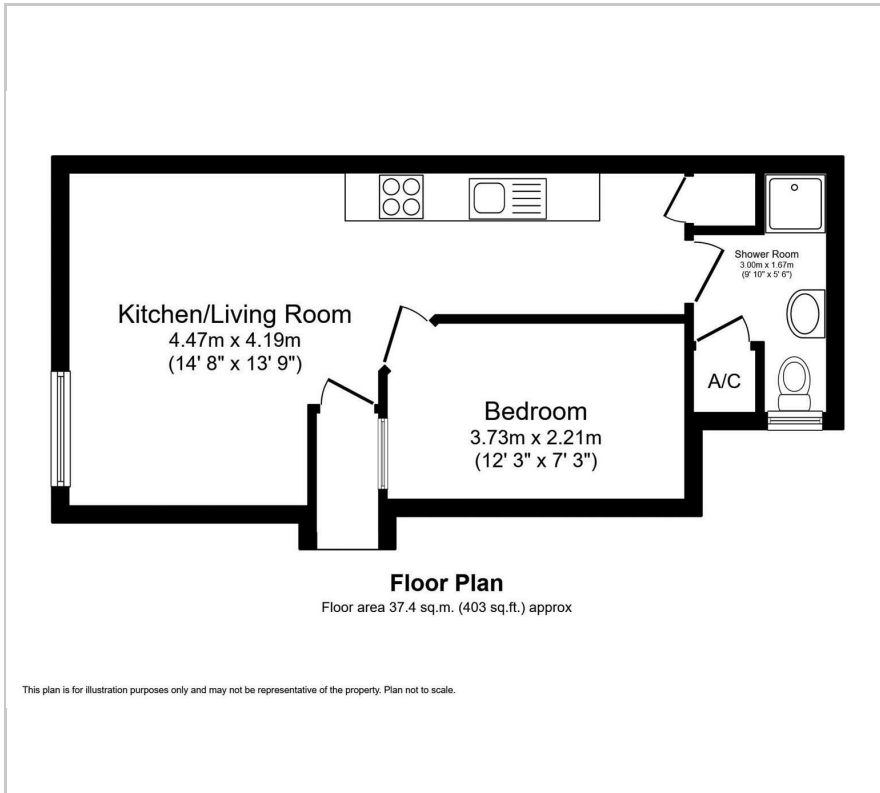 Shower Room
3.00m x 1.67m
(9' 10" x 5' 6")
Kitchen/Living Room
4.47m x 4.19m
(14' 8" x 13' 9")
A/C
Bedroom
3.73m x 2.21m
(12' 3" x 7' 3")
Floor Plan
Floor area 37.4 sq.m. (403 sq.ft.) approx
This plan is for illustration purposes only and may not be representative of the property. Plan not to scale.